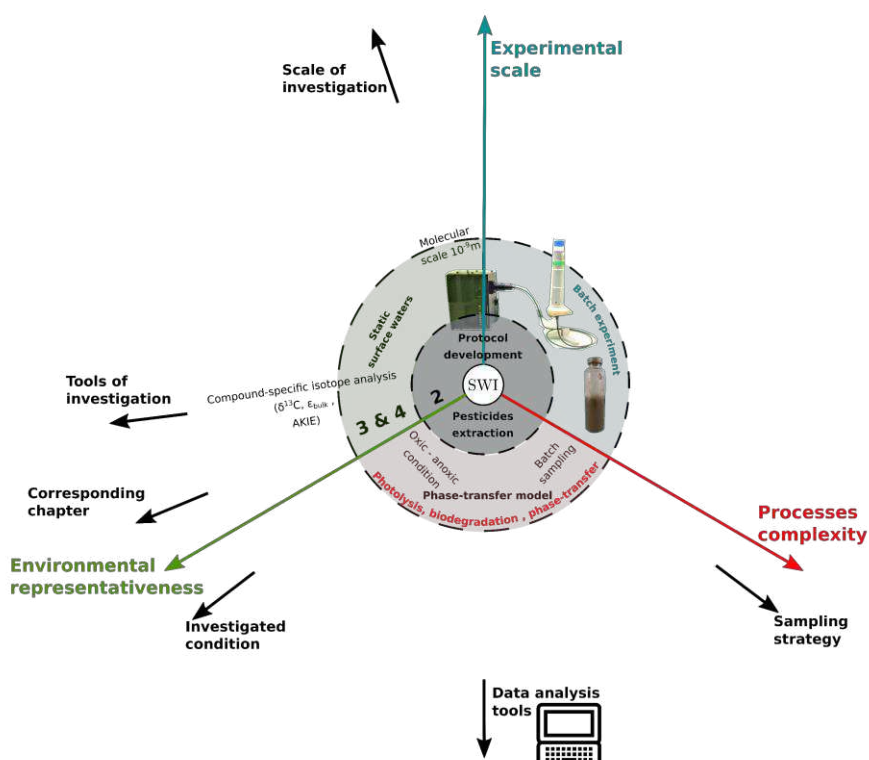 Experimental
scale
Scale of
investigation
Molecular
scale 10⁻⁹m
Static
surface waters
Batch experiment
Protocol
development
SWI
Pesticides
extraction
Tools of
investigation
Compound-specific isotope analysis
(δ¹³C, ε_bulk ,
AKIE)
2
3 & 4
Oxic - anoxic
condition
Batch
sampling
Phase-transfer model
Photolysis, biodegradation , phase-transfer
Corresponding
chapter
Processes
complexity
Environmental
representativeness
Investigated
condition
Sampling
strategy
Data analysis
tools